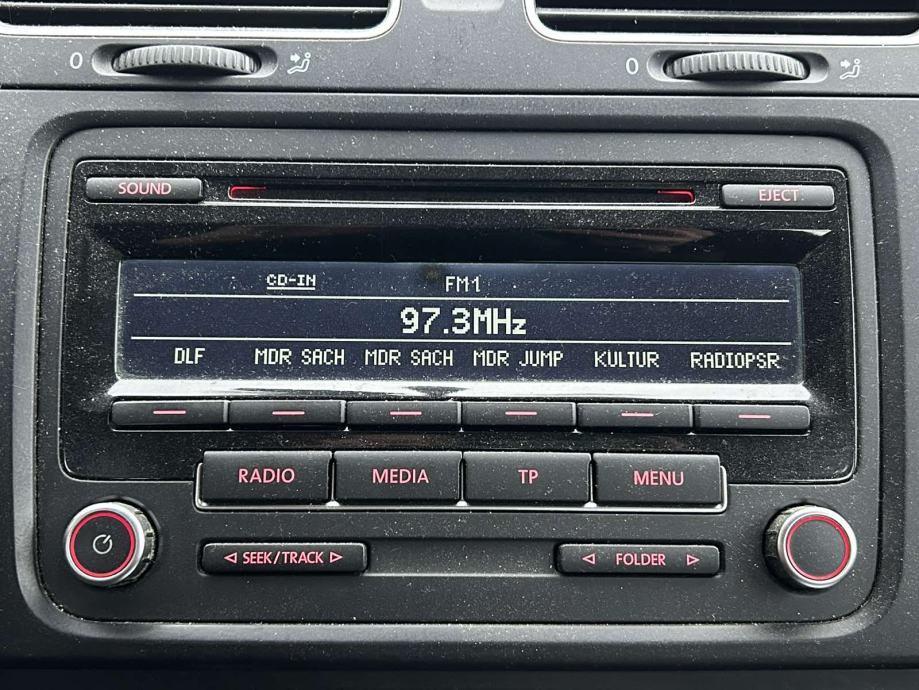 0 0
SOUND EJECT
CD-IN FM1
97.3MHz
DLF MDR SACH MDR SACH MDR JUMP KULTUR RADIOPSR
RADIO MEDIA TP MENU
SEEK/TRACK FOLDER